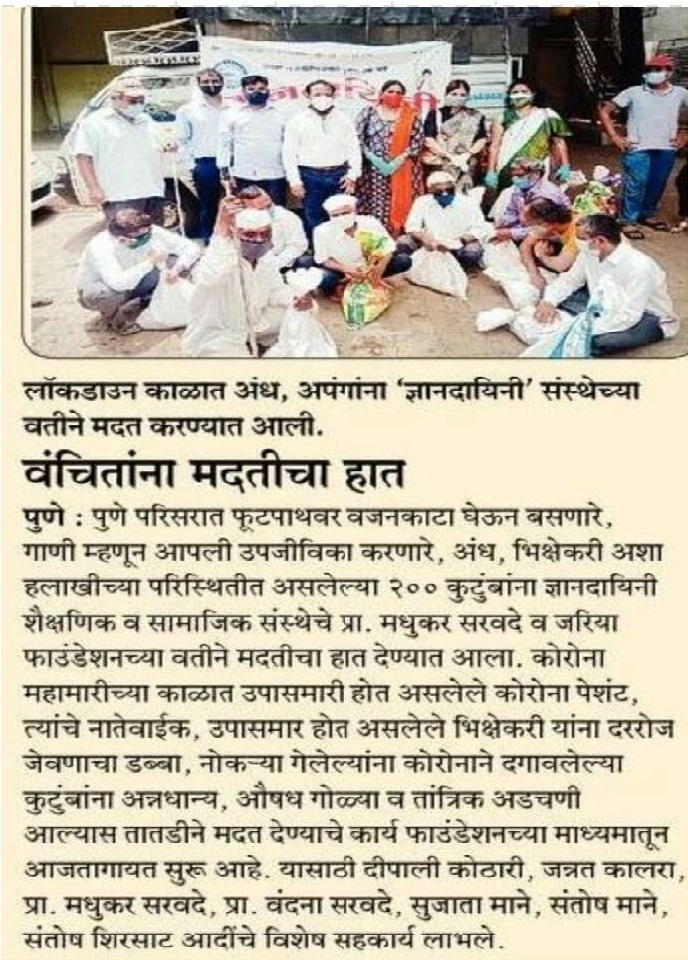 लॉकडाउन काळात अंध, अपंगांना ‘ज्ञानदायिनी’ संस्थेच्या
वतीने मदत करण्यात आली.
वंचितांना मदतीचा हात
पुणे : पुणे परिसरात फूटपाथवर वजनकाटा घेऊन बसणारे,
गाणी म्हणून आपली उपजीविका करणारे, अंध, भिक्षेकरी अशा
हलाखीच्या परिस्थितीत असलेल्या २०० कुटुंबांना ज्ञानदायिनी
शैक्षणिक व सामाजिक संस्थेचे प्रा. मधुकर सरवदे व जरिया
फाउंडेशनच्या वतीने मदतीचा हात देण्यात आला. कोरोना
महामारीच्या काळात उपासमारी होत असलेले कोरोना पेशंट,
त्यांचे नातेवाईक, उपासमार होत असलेले भिक्षेकरी यांना दररोज
जेवणाचा डब्बा, नोकऱ्या गेलेल्यांना कोरोनाने दगावलेल्या
कुटुंबांना अन्नधान्य, औषध गोळ्या व तांत्रिक अडचणी
आल्यास तातडीने मदत देण्याचे कार्य फाउंडेशनच्या माध्यमातून
आजतागायत सुरू आहे. यासाठी दीपाली कोठारी, जन्नत कालरा,
प्रा. मधुकर सरवदे, प्रा. वंदना सरवदे, सुजाता माने, संतोष माने,
संतोष शिरसाट आदींचे विशेष सहकार्य लाभले.